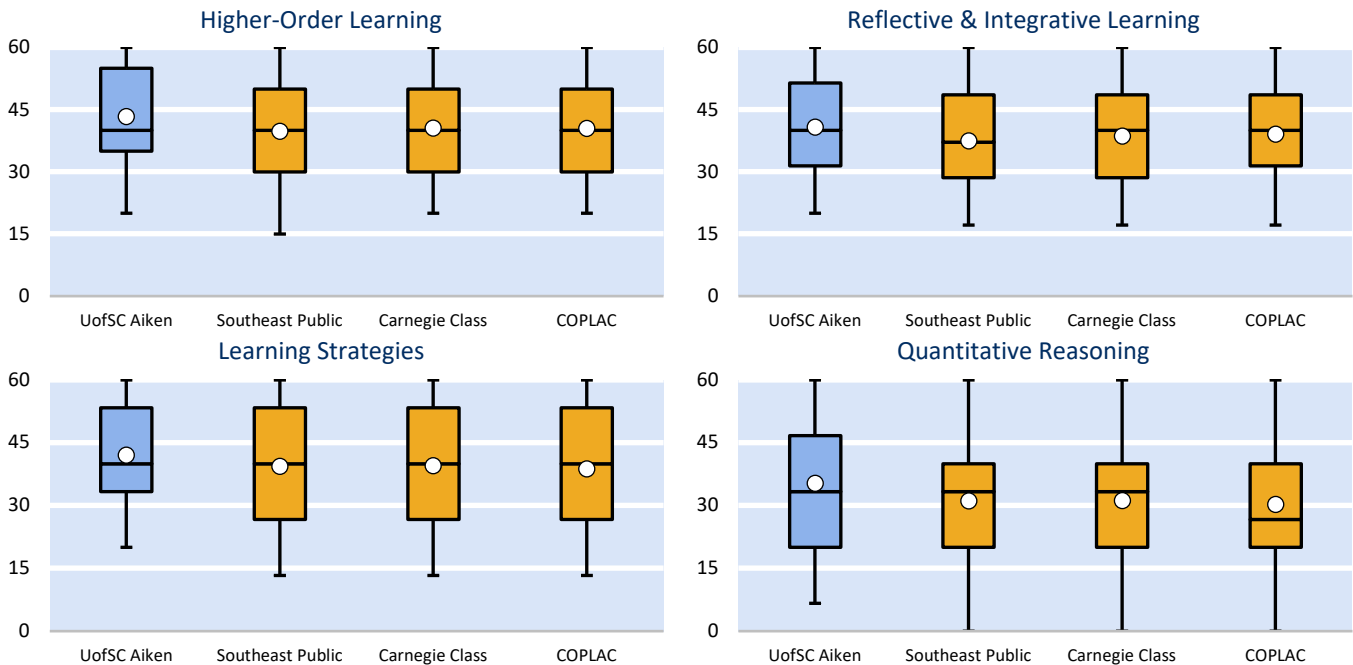 Higher-Order Learning
60
45
30
15
0
UofSC Aiken Southeast Public Carnegie Class COPLAC
Reflective & Integrative Learning
60
45
30
15
0
UofSC Aiken Southeast Public Carnegie Class COPLAC
Learning Strategies
60
45
30
15
0
UofSC Aiken Southeast Public Carnegie Class COPLAC
Quantitative Reasoning
60
45
30
15
0
UofSC Aiken Southeast Public Carnegie Class COPLAC